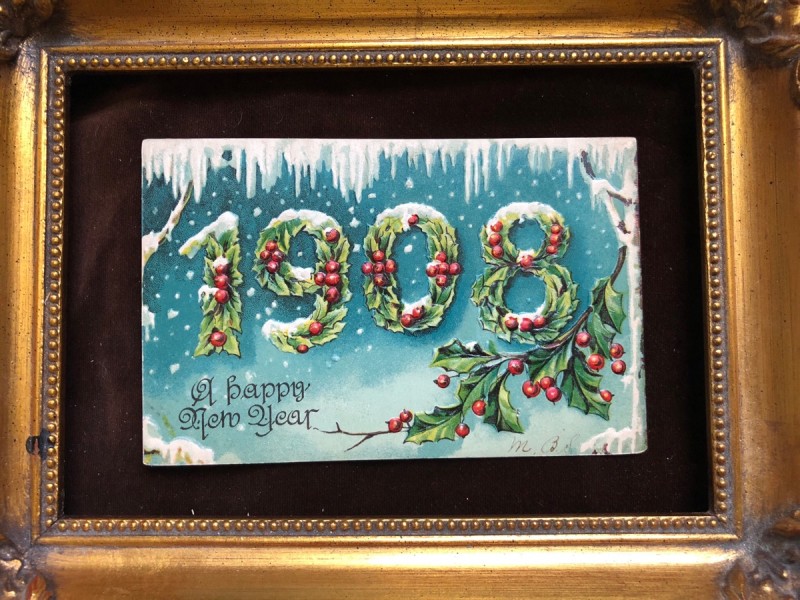 1908
A happy
New Year
M. B.